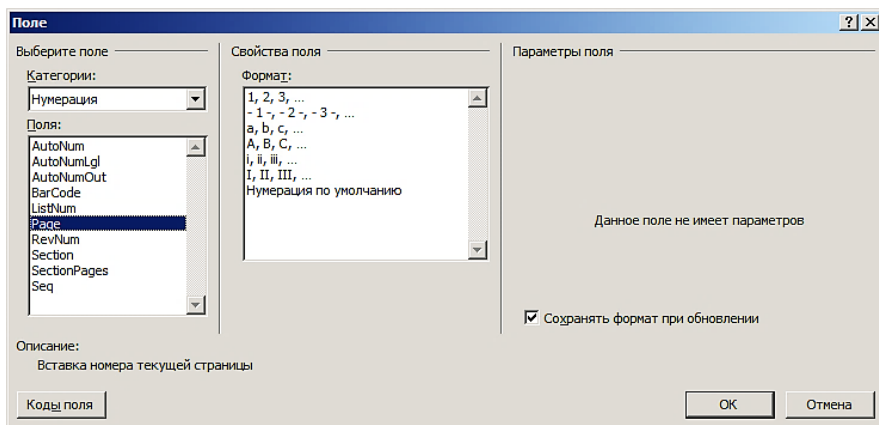 Поле
Выберите поле
Категории:
Нумерация
Поля:
AutoNum
AutoNumLgl
AutoNumOut
BarCode
ListNum
Page
RevNum
Section
SectionPages
Seq
Свойства поля
Формат:
1, 2, 3, ...
- 1 -, - 2 -, - 3 -, ...
a, b, c, ...
A, B, C, ...
i, ii, iii, ...
I, II, III, ...
Нумерация по умолчанию
Параметры поля
Данное поле не имеет параметров
Сохранять формат при обновлении
Описание:
Вставка номера текущей страницы
Коды поля
ОК
Отмена